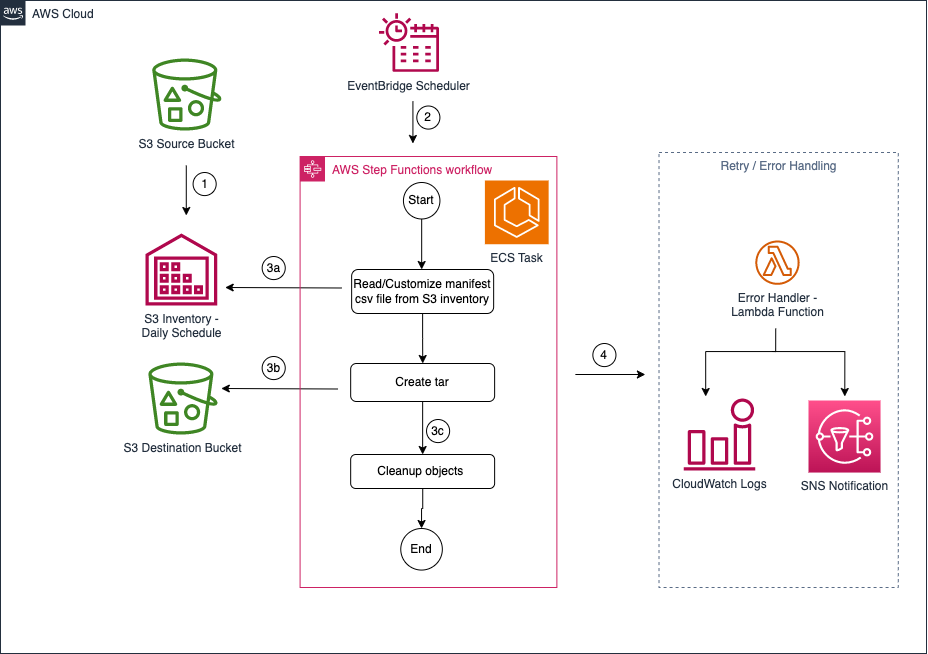 aws
AWS Cloud
EventBridge Scheduler
2
S3 Source Bucket
1
AWS Step Functions workflow
Start
ECS Task
Retry / Error Handling
3a
Read/Customize manifest
csv file from S3 inventory
S3 Inventory -
Daily Schedule
Error Handler -
Lambda Function
3b
Create tar
4
S3 Destination Bucket
3c
Cleanup objects
CloudWatch Logs
SNS Notification
End